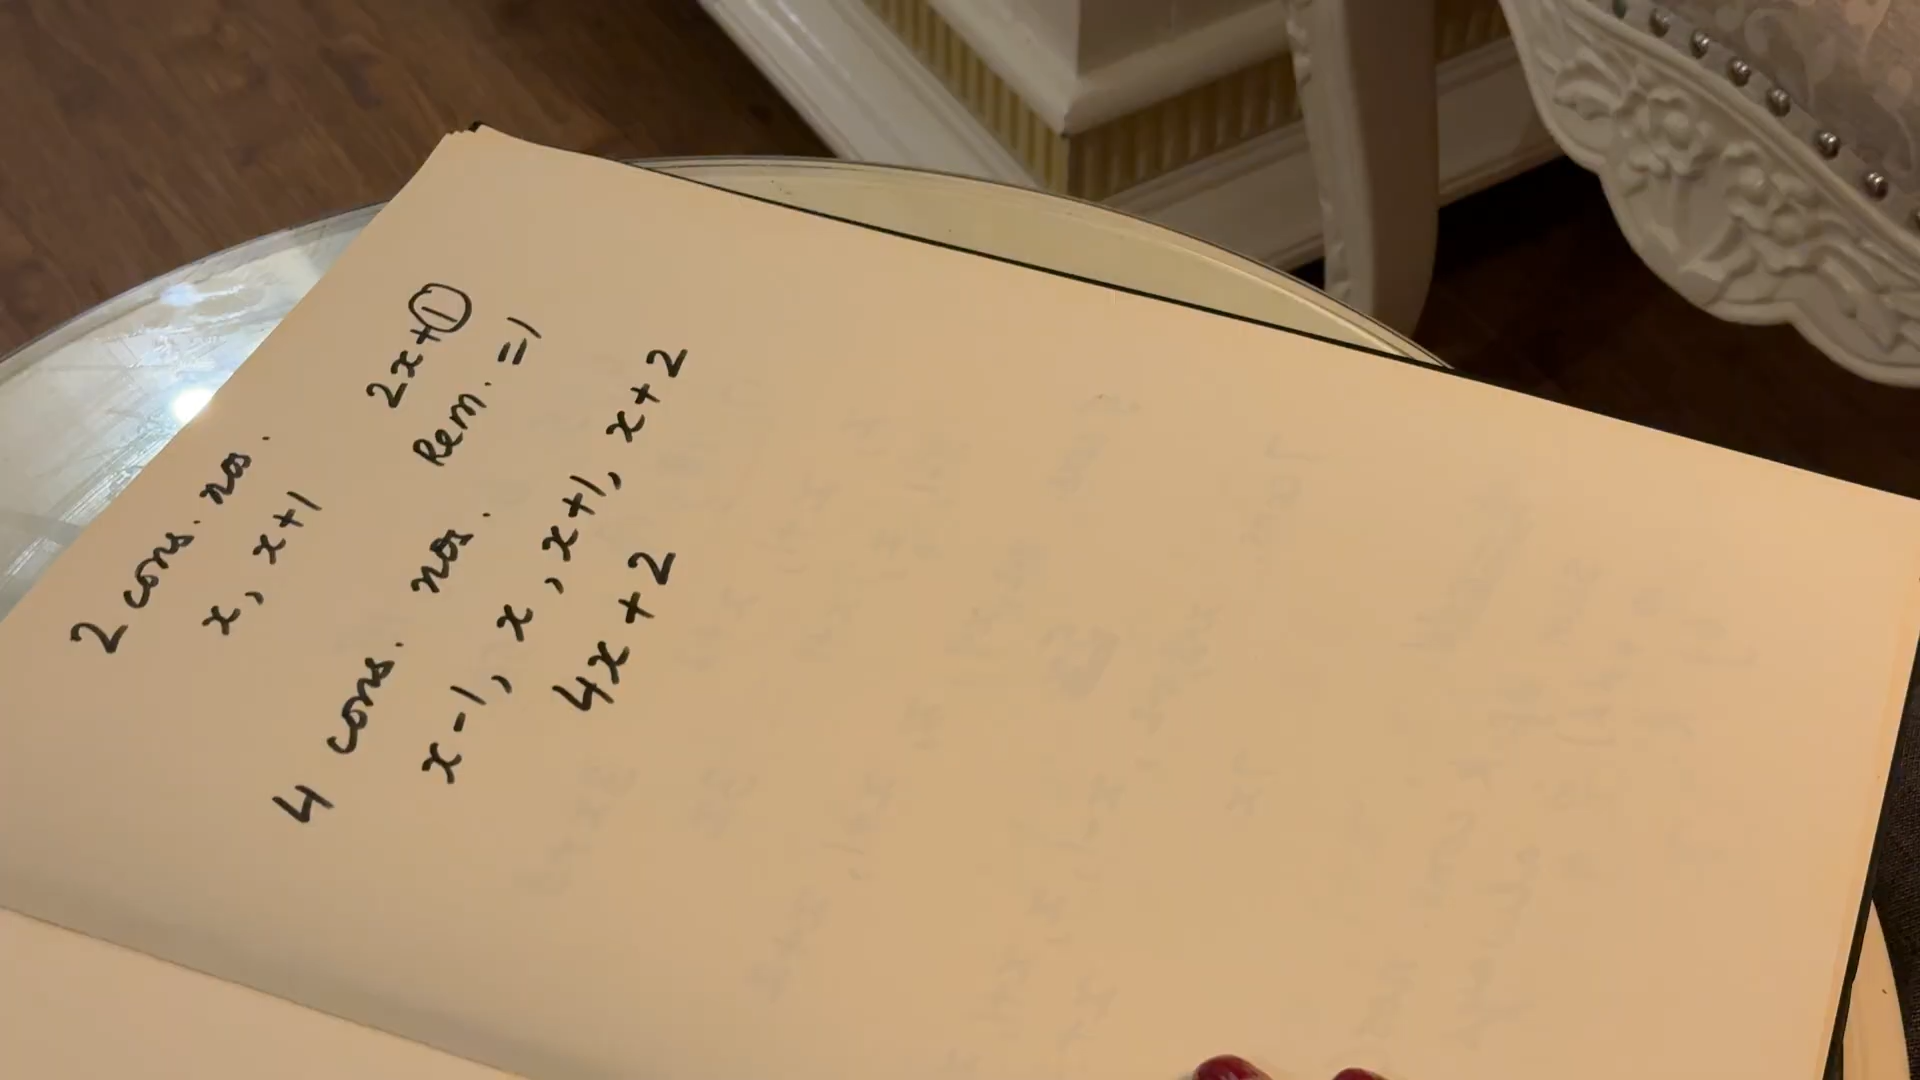 2 cons. nos.
x, x+1 2x+1
Rem. = 1
4 cons. nos.
x-1, x, x+1, x+2
4x+2